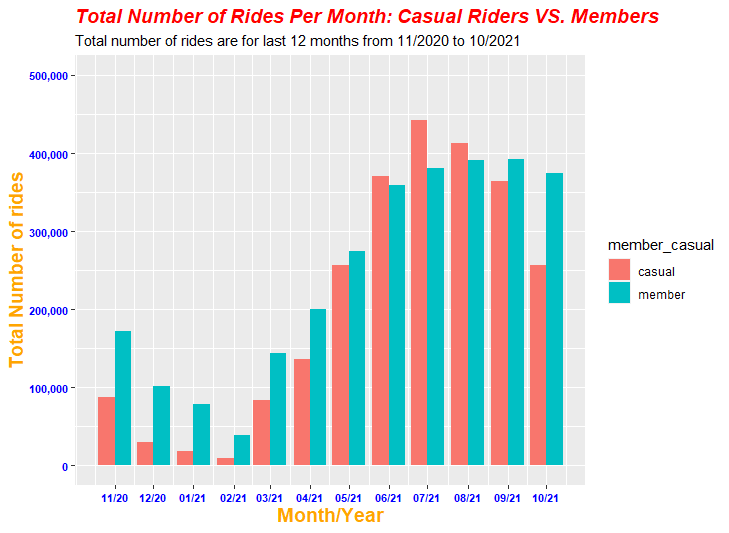 Total Number of Rides Per Month: Casual Riders VS. Members
Total number of rides are for last 12 months from 11/2020 to 10/2021
Total Number of rides
500,000
400,000
300,000
200,000
100,000
0
11/20 12/20 01/21 02/21 03/21 04/21 05/21 06/21 07/21 08/21 09/21 10/21
Month/Year
member_casual
casual
member